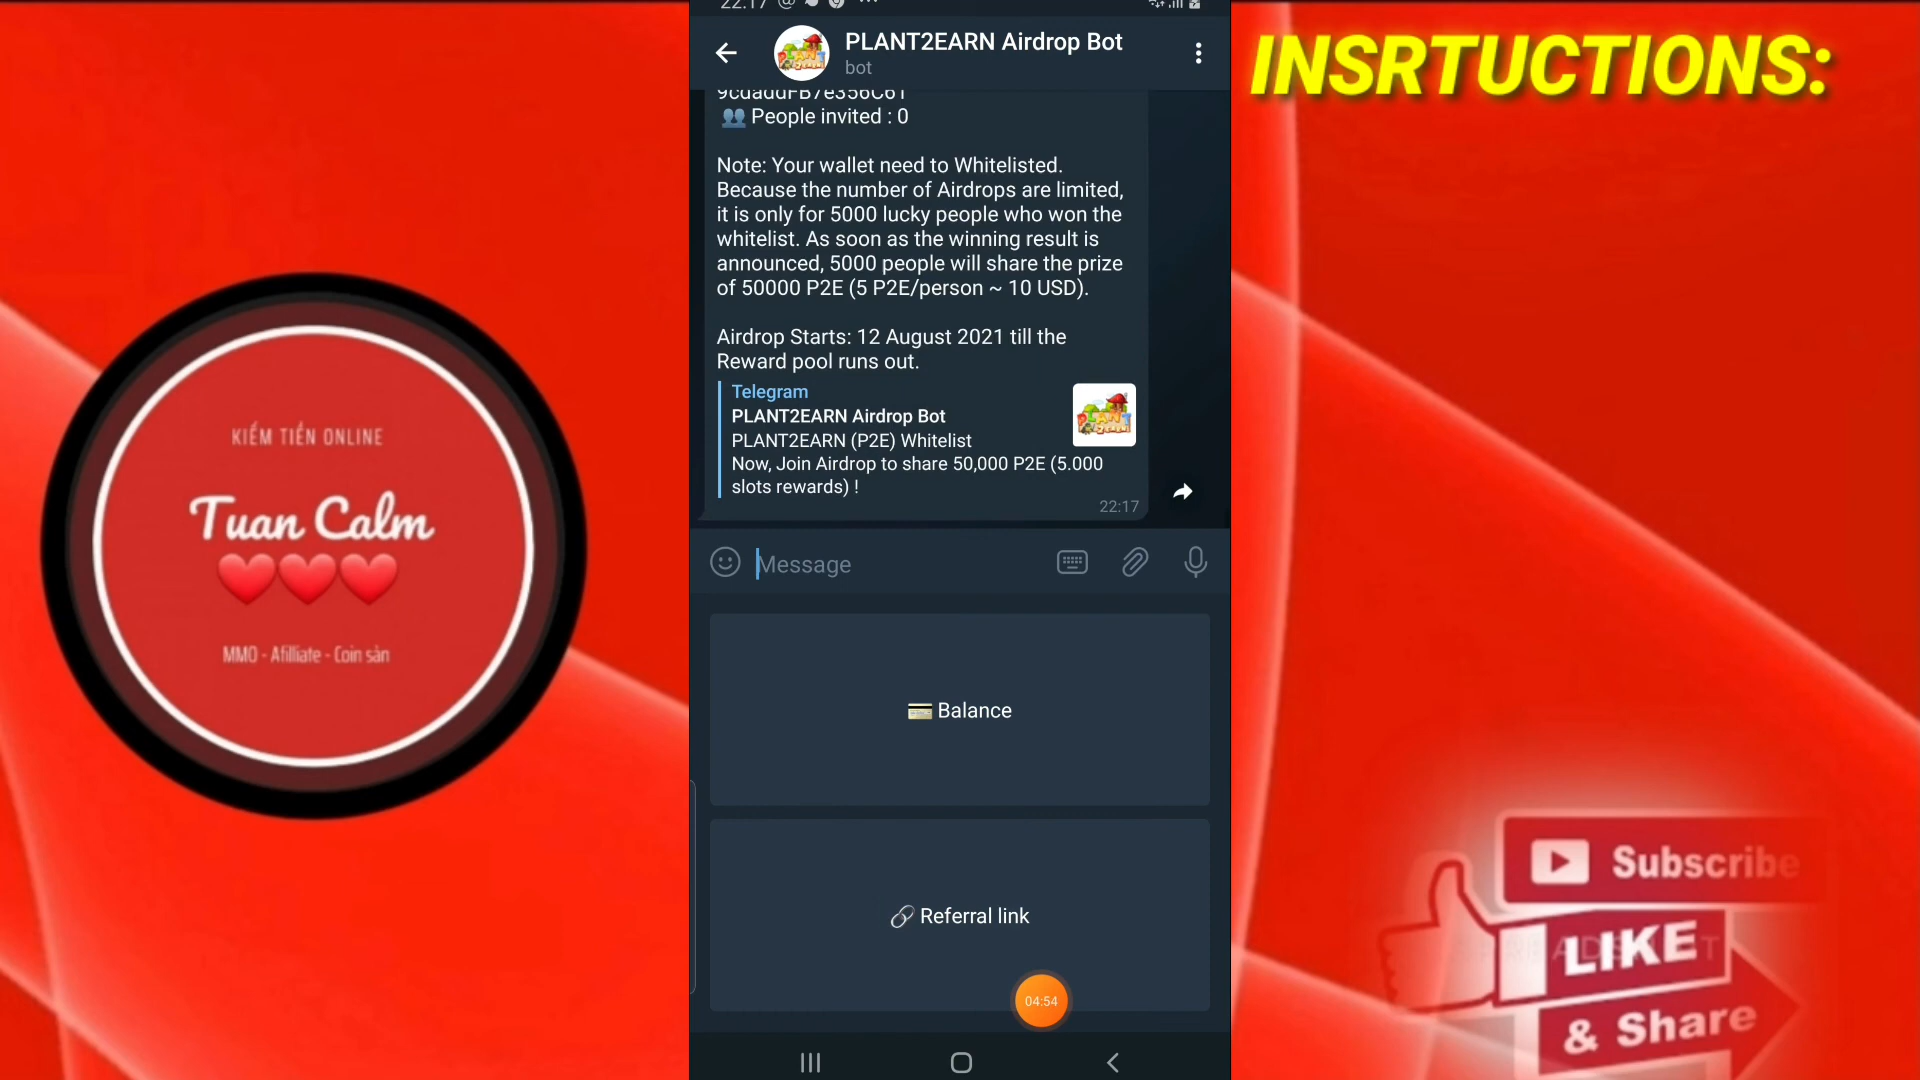 KIẾM TIỀN ONLINE
Tuan Calm
MMO - Afilliate - Coin sàn
22.17
PLANT2EARN Airdrop Bot
bot
People invited : 0
Note: Your wallet need to Whitelisted.
Because the number of Airdrops are limited,
it is only for 5000 lucky people who won the
whitelist. As soon as the winning result is
announced, 5000 people will share the prize
of 50000 P2E (5 P2E/person ~ 10 USD).
Airdrop Starts: 12 August 2021 till the
Reward pool runs out.
Telegram
PLANT2EARN Airdrop Bot
PLANT2EARN (P2E) Whitelist
Now, Join Airdrop to share 50,000 P2E (5.000
slots rewards) !
22:17
Message
Balance
Referral link
04:54
INSRTUCTIONS:
Subscribe
LIKE
& Share